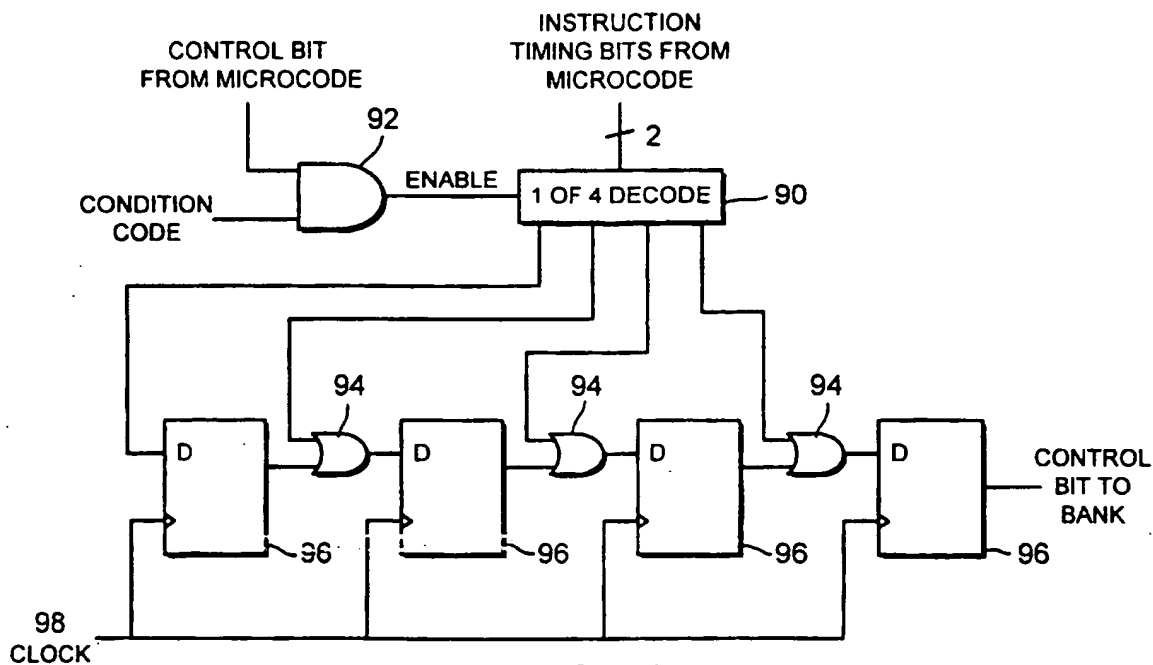 INSTRUCTION
TIMING BITS FROM
MICROCODE
CONTROL BIT
FROM MICROCODE
2
92
ENABLE
1 OF 4 DECODE
90
CONDITION
CODE
94
94
94
D
D
D
D
CONTROL
BIT TO
BANK
96
96
96
96
98
CLOCK